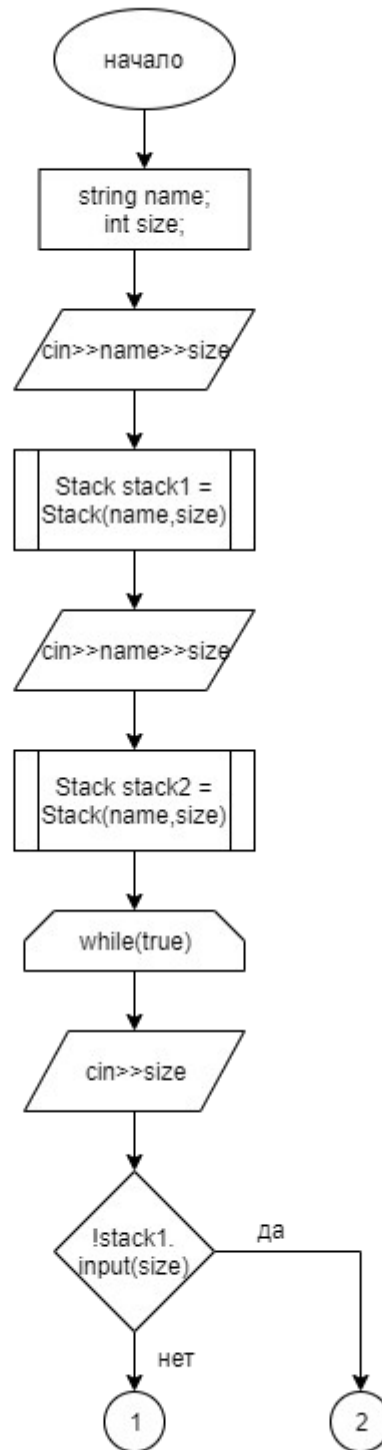 начало
string name;
int size;
cin>>name>>size
Stack stack1 =
Stack(name,size)
cin>>name>>size
Stack stack2 =
Stack(name,size)
while(true)
cin>>size
!stack1.
input(size)
да
нет
1
2